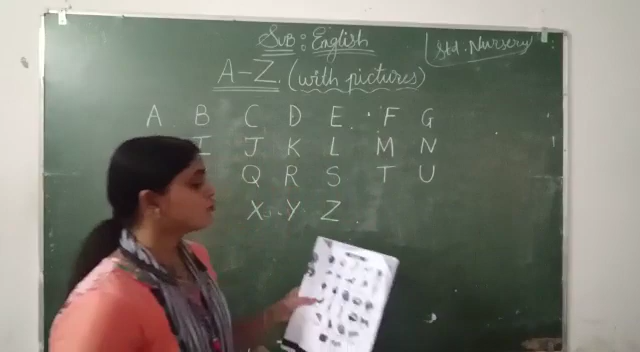 Sub: English
Std. Nursery
A-Z. (with pictures)
A B C D E F G
I J K L M N
Q R S T U
X Y Z